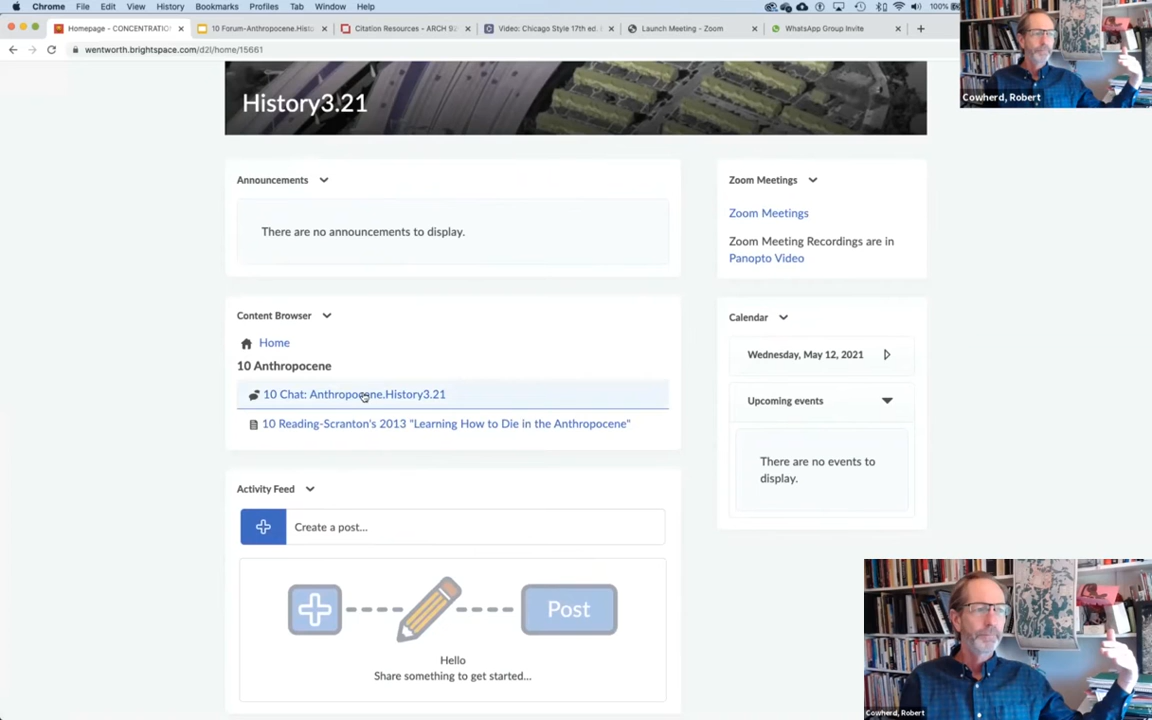 Chrome File Edit View History Bookmarks Profiles Tab Window Help 100%
Homepage - CONCENTRATION
10 Forum-Anthropocene.Hist
Citation Resources - ARCH 92
Video: Chicago Style 17th ed.
Launch Meeting - Zoom
WhatsApp Group Invite
wentworth.brightspace.com/d2l/home/15661
Cowherd, Robert
History3.21
Announcements
There are no announcements to display.
Zoom Meetings
Zoom Meetings
Zoom Meeting Recordings are in
Panopto Video
Content Browser
Home
10 Anthropocene
10 Chat: Anthropocene.History3.21
10 Reading-Scranton's 2013 "Learning How to Die in the Anthropocene"
Calendar
Wednesday, May 12, 2021
Upcoming events
There are no events to
display.
Activity Feed
Create a post...
Post
Hello
Share something to get started...
Cowherd, Robert